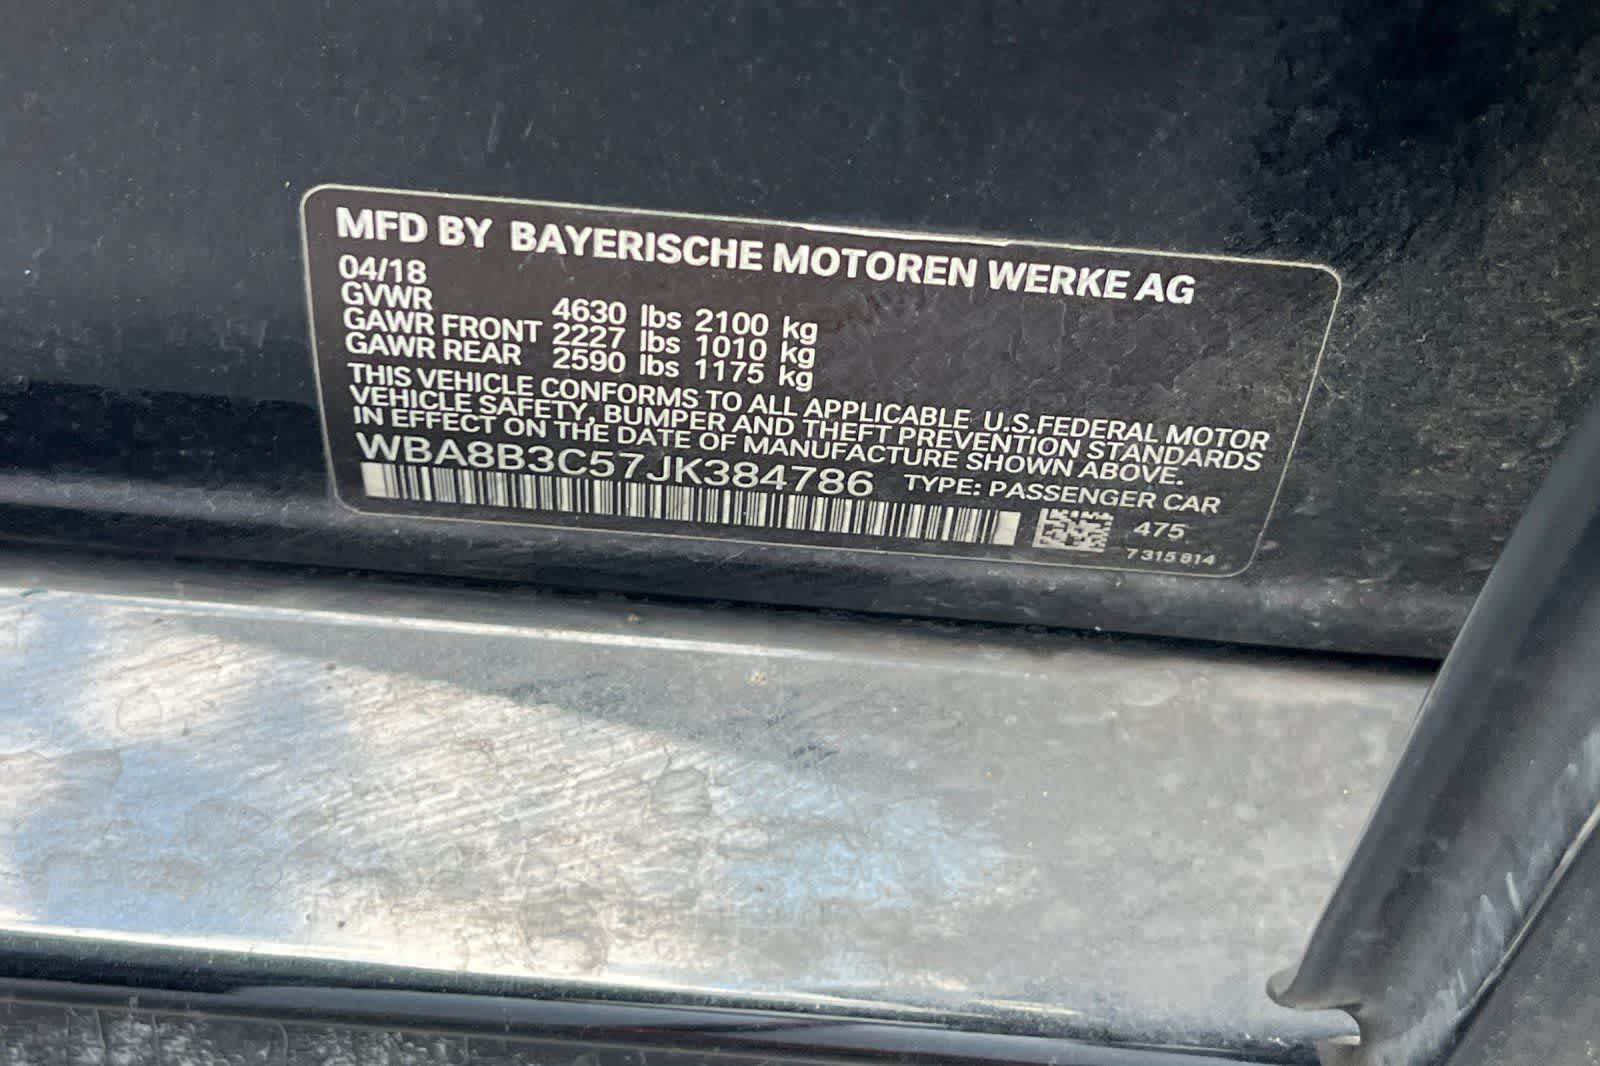 MFD BY BAYERISCHE MOTOREN WERKE AG
04/18
GVWR 4630 lbs 2100 kg
GAWR FRONT 2227 lbs 1010 kg
GAWR REAR 2590 lbs 1175 kg
THIS VEHICLE CONFORMS TO ALL APPLICABLE U.S.FEDERAL MOTOR
VEHICLE SAFETY, BUMPER AND THEFT PREVENTION STANDARDS
IN EFFECT ON THE DATE OF MANUFACTURE SHOWN ABOVE.
WBA8B3C57JK384786 TYPE: PASSENGER CAR
475
7 315 814